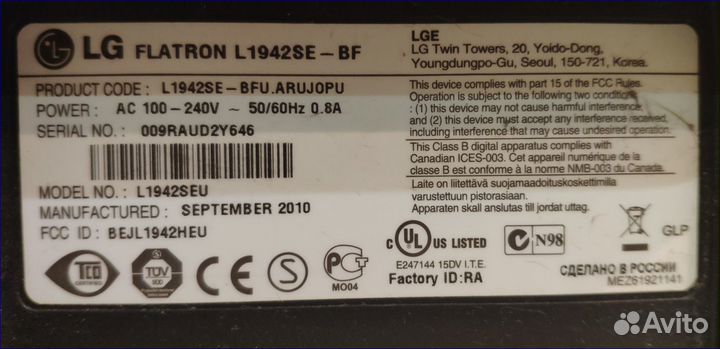 LG FLATRON L1942SE-BF
PRODUCT CODE: L1942SE-BFU.ARUJOPU
POWER: AC 100-240V ~ 50/60Hz 0.8A
SERIAL NO.: 009RAUD2Y646
MODEL NO.: L1942SEU
MANUFACTURED: SEPTEMBER 2010
FCC ID: BEJL1942HEU
LGE
LG Twin Towers, 20, Yoido-Dong,
Youngdungpo-Gu, Seoul, 150-721, Korea.
This device complies with part 15 of the FCC Rules.
Operation is subject to the following two conditions
: (1) this device may not cause harmful interference,
and (2) this device must accept any interference
including interference that may cause undesired
operation.
This Class B digital apparatus complies with
Canadian ICES-003. Cet appareil numérique de la
classe B est conforme à la norme NMB-003 du Canada.
Laite on liitettävä suojamaadoituskoskettimilla
varustettuun pistorasiaan.
Apparaten skall anslutas till jordat uttag.
c UL US LISTED
E247144 15DV I.T.E.
Factory ID:RA
N98
GLP
TCO
CERTIFIED
TÜV
CE
S
РСТ
MO04
СДЕЛАНО В РОССИИ
MEZ61921141
Avito